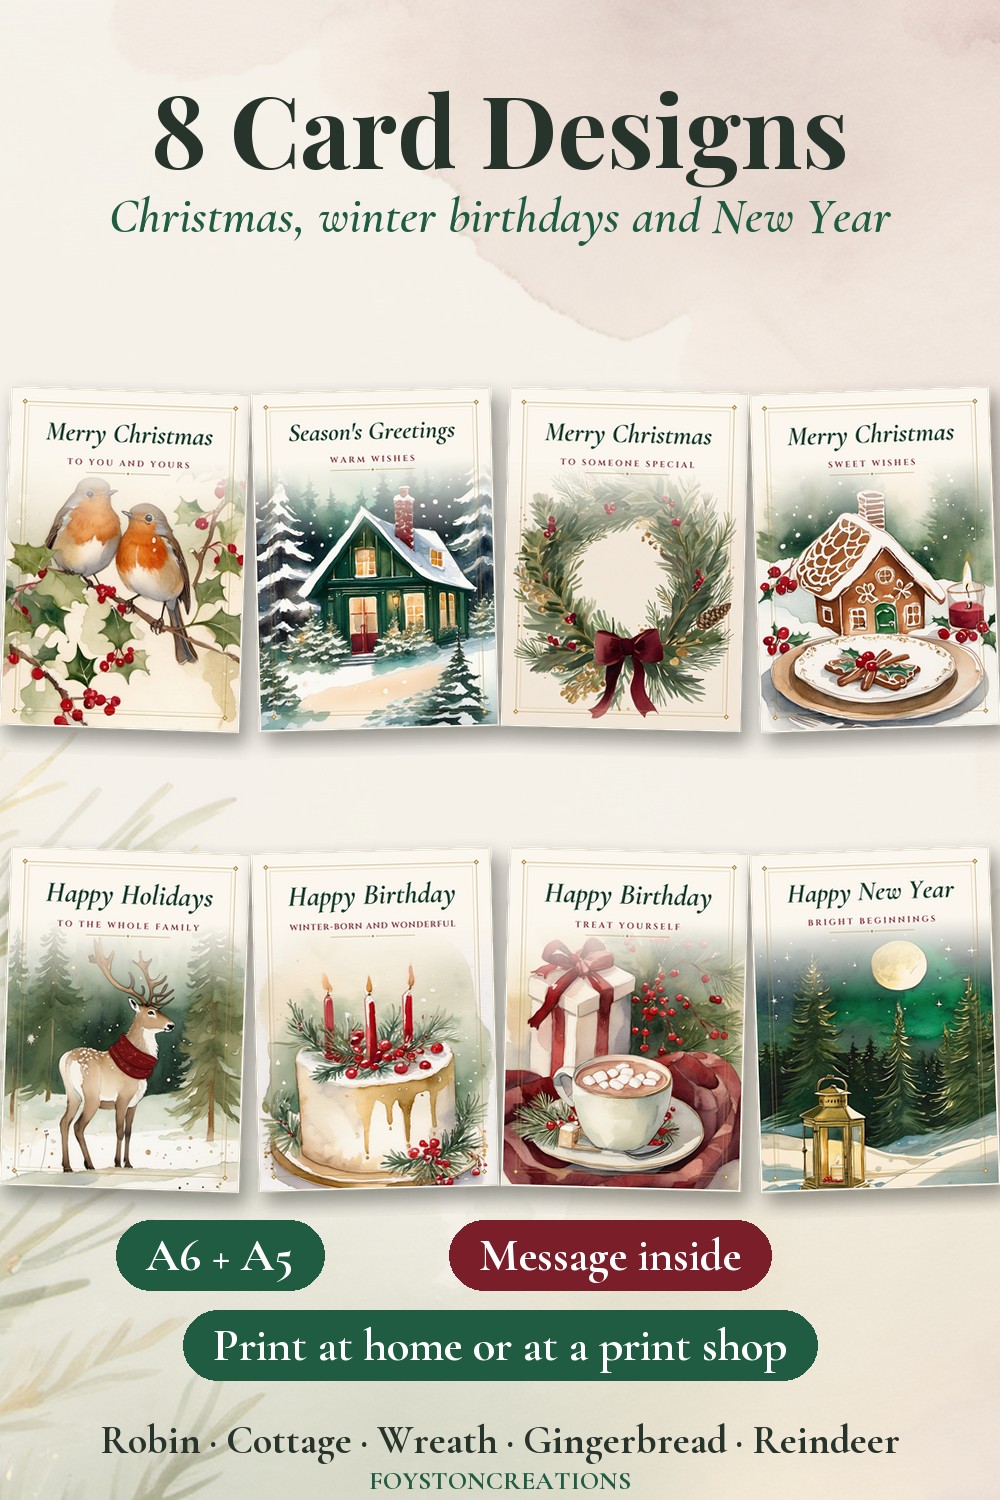 8 Card Designs
Christmas, winter birthdays and New Year
Merry Christmas
TO YOU AND YOURS
Season's Greetings
WARM WISHES
Merry Christmas
TO SOMEONE SPECIAL
Merry Christmas
SWEET WISHES
Happy Holidays
TO THE WHOLE FAMILY
Happy Birthday
WINTER-BORN AND WONDERFUL
Happy Birthday
TREAT YOURSELF
Happy New Year
BRIGHT BEGINNINGS
A6 + A5
Message inside
Print at home or at a print shop
Robin · Cottage · Wreath · Gingerbread · Reindeer
FOYSTONCREATIONS